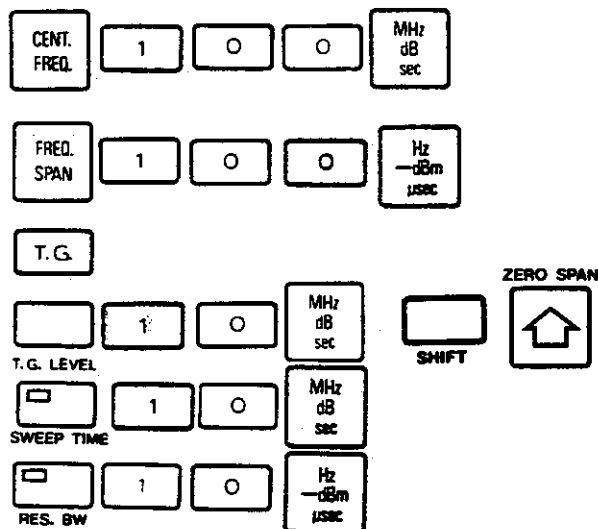 CENT. FREQ. 1 0 0 MHz dB sec
FREQ. SPAN 1 0 0 Hz —dBm µsec
T.G.
ZERO SPAN
T.G. LEVEL 1 0 MHz dB sec SHIFT
SWEEP TIME 1 0 MHz dB sec
RES. BW 1 0 Hz —dBm µsec